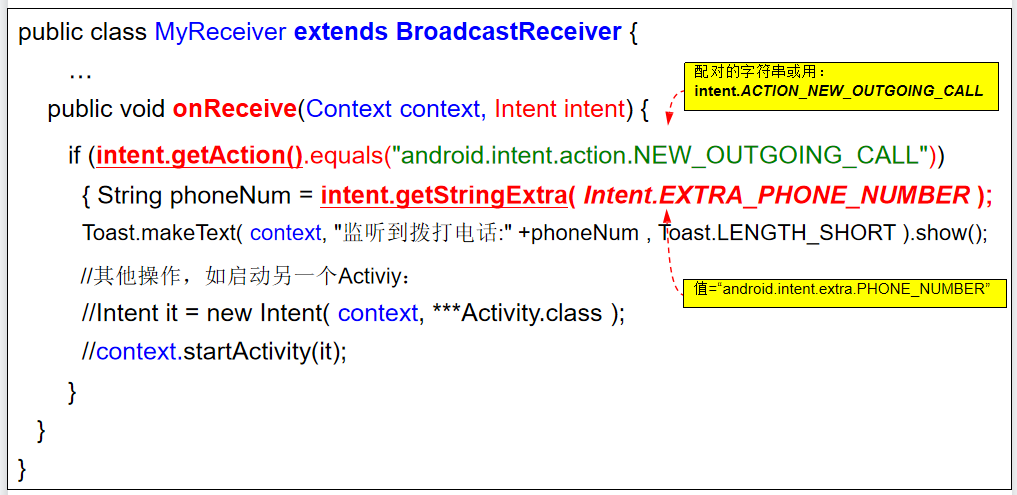 public class MyReceiver extends BroadcastReceiver {
…
配对的字符串或用：
intent.ACTION_NEW_OUTGOING_CALL
public void onReceive(Context context, Intent intent) {
if (intent.getAction().equals("android.intent.action.NEW_OUTGOING_CALL"))
{ String phoneNum = intent.getStringExtra( Intent.EXTRA_PHONE_NUMBER );
Toast.makeText( context, "监听到拨打电话:" +phoneNum , Toast.LENGTH_SHORT ).show();
//其他操作，如启动另一个Activiy：
值=“android.intent.extra.PHONE_NUMBER”
//Intent it = new Intent( context, ***Activity.class );
//context.startActivity(it);
}
}
}